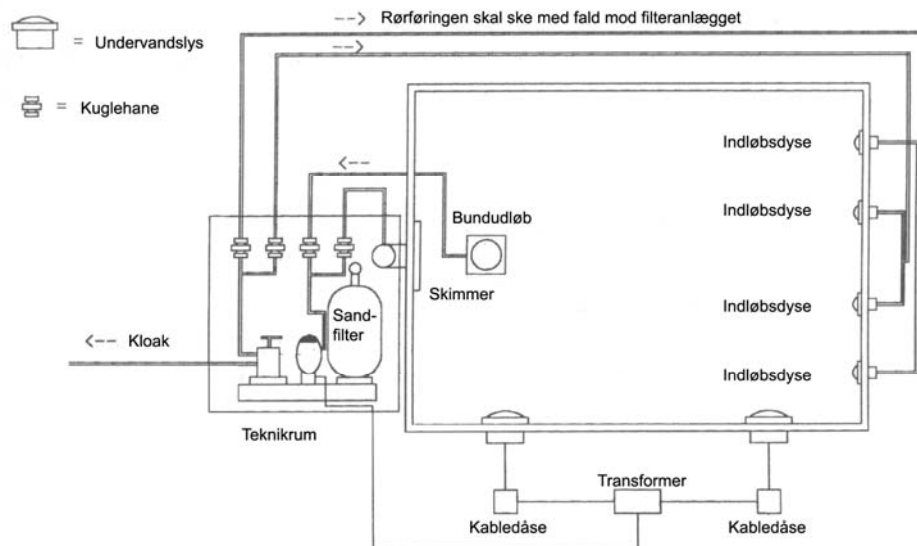 Rørføringen skal ske med fald mod filteranlægget
= Undervandslys
= Kuglehane
Indløbsdyse
Indløbsdyse
Bundudløb
Skimmer
Sand-
filter
Indløbsdyse
Kloak
Indløbsdyse
Teknikrum
Transformer
Kabledåse
Kabledåse